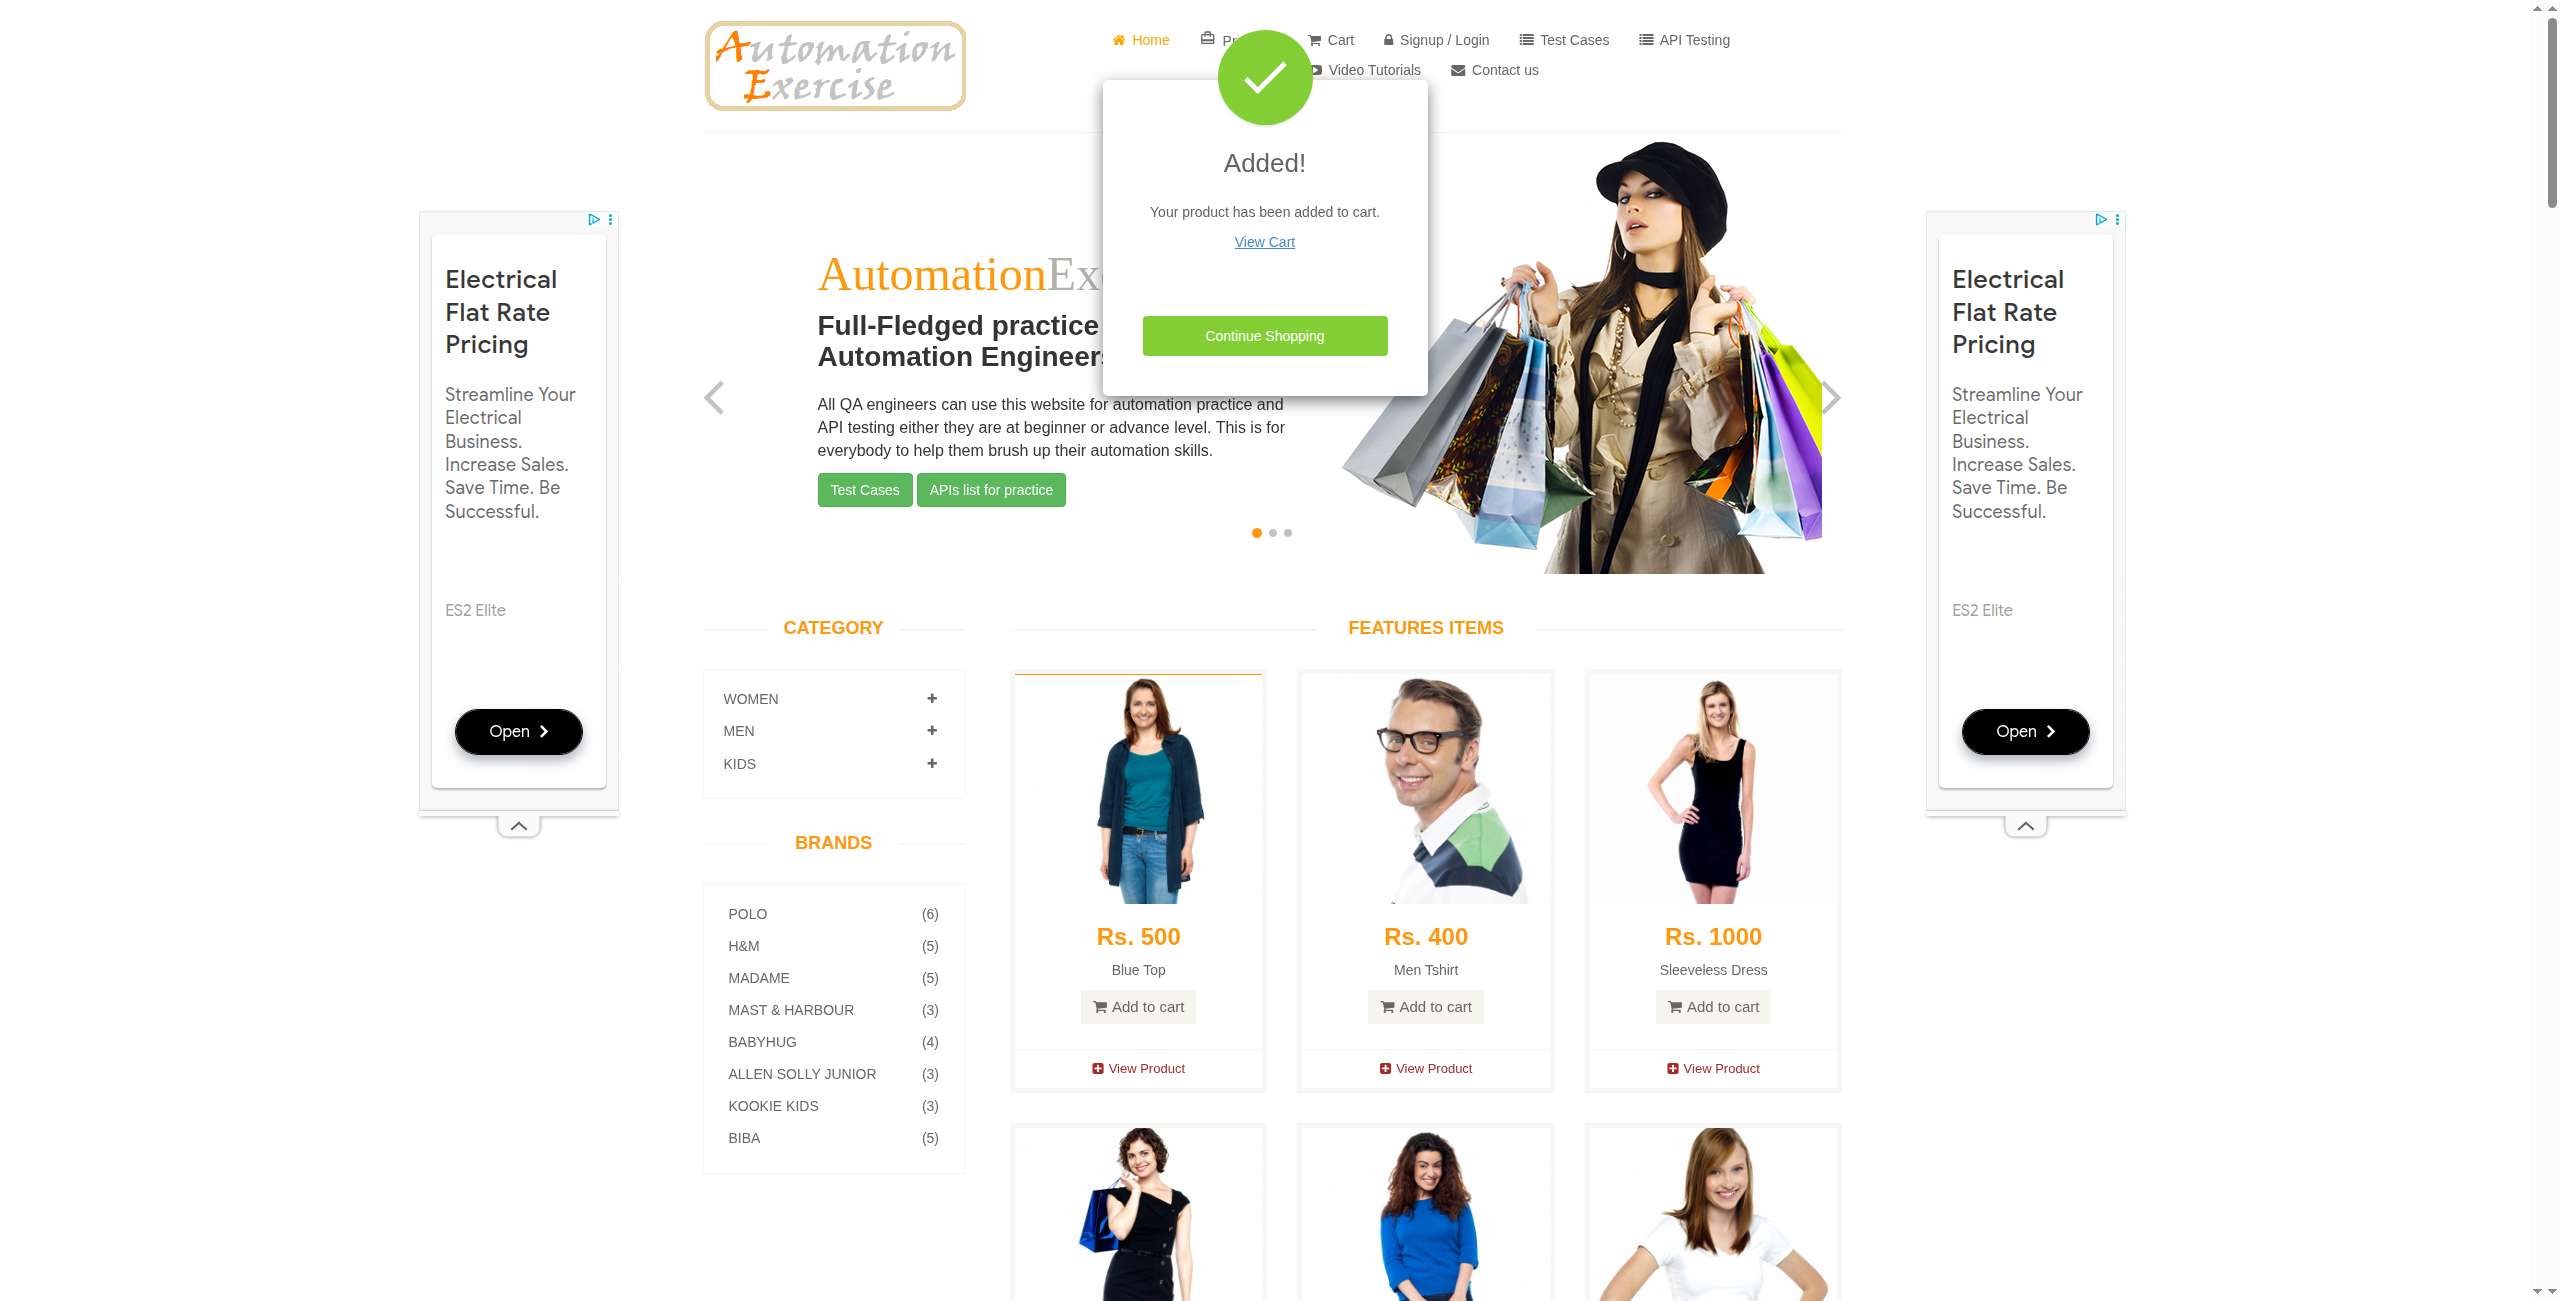 Automation
Exercise
Home
Cart
Signup / Login
Test Cases
API Testing
Video Tutorials
Contact us
Added!
Your product has been added to cart.
View Cart
Continue Shopping
Automation
Full-Fledged practice
Automation Engineers
All QA engineers can use this website for automation practice and
API testing either they are at beginner or advance level. This is for
everybody to help them brush up their automation skills.
Test Cases
APIs list for practice
Electrical
Flat Rate
Pricing
Streamline Your
Electrical
Business.
Increase Sales.
Save Time. Be
Successful.
ES2 Elite
Open
Electrical
Flat Rate
Pricing
Streamline Your
Electrical
Business.
Increase Sales.
Save Time. Be
Successful.
ES2 Elite
Open
CATEGORY
WOMEN
MEN
KIDS
BRANDS
POLO (6)
H&M (5)
MADAME (5)
MAST & HARBOUR (3)
BABYHUG (4)
ALLEN SOLLY JUNIOR (3)
KOOKIE KIDS (3)
BIBA (5)
FEATURES ITEMS
Rs. 500
Blue Top
Add to cart
View Product
Rs. 400
Men Tshirt
Add to cart
View Product
Rs. 1000
Sleeveless Dress
Add to cart
View Product